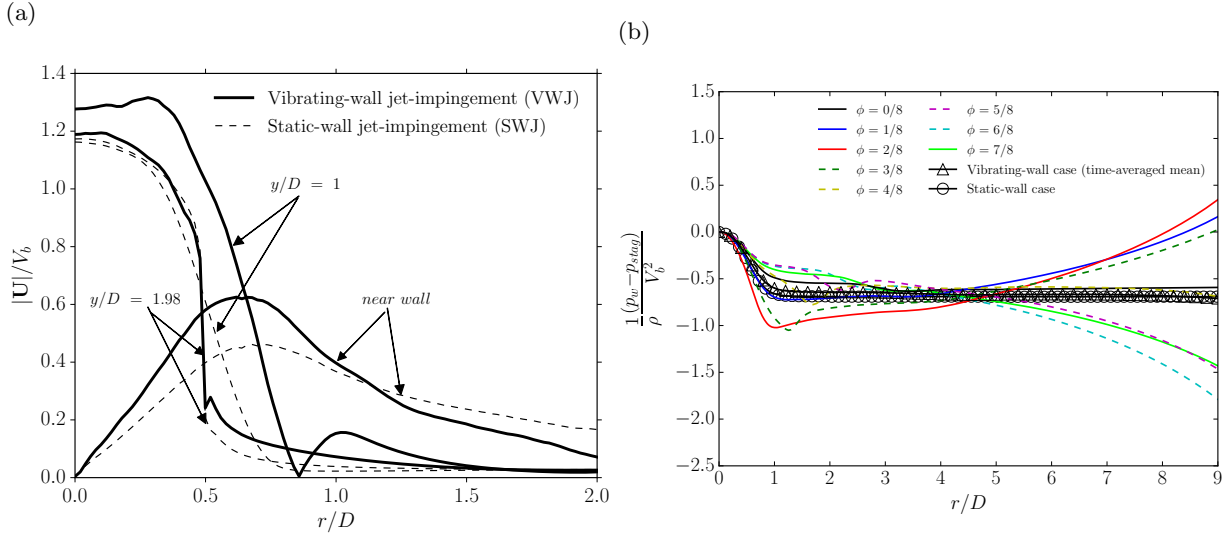 (a)
1.4
1.2
1.0
0.8
0.6
0.4
0.2
0.0
|U|/V_b
0.0 0.5 1.0 1.5 2.0
r/D
Vibrating-wall jet-impingement (VWJ)
Static-wall jet-impingement (SWJ)
y/D = 1
y/D = 1.98
near wall
(b)
1.5
0.0
−0.5
−1.0
−1.5
−2.0
−2.5
1/ρ (p_w−p_stag)/V_b^2
0 1 2 3 4 5 6 7 8 9
r/D
ϕ = 0/8
ϕ = 1/8
ϕ = 2/8
ϕ = 3/8
ϕ = 4/8
ϕ = 5/8
ϕ = 6/8
ϕ = 7/8
Vibrating-wall case (time-averaged mean)
Static-wall case